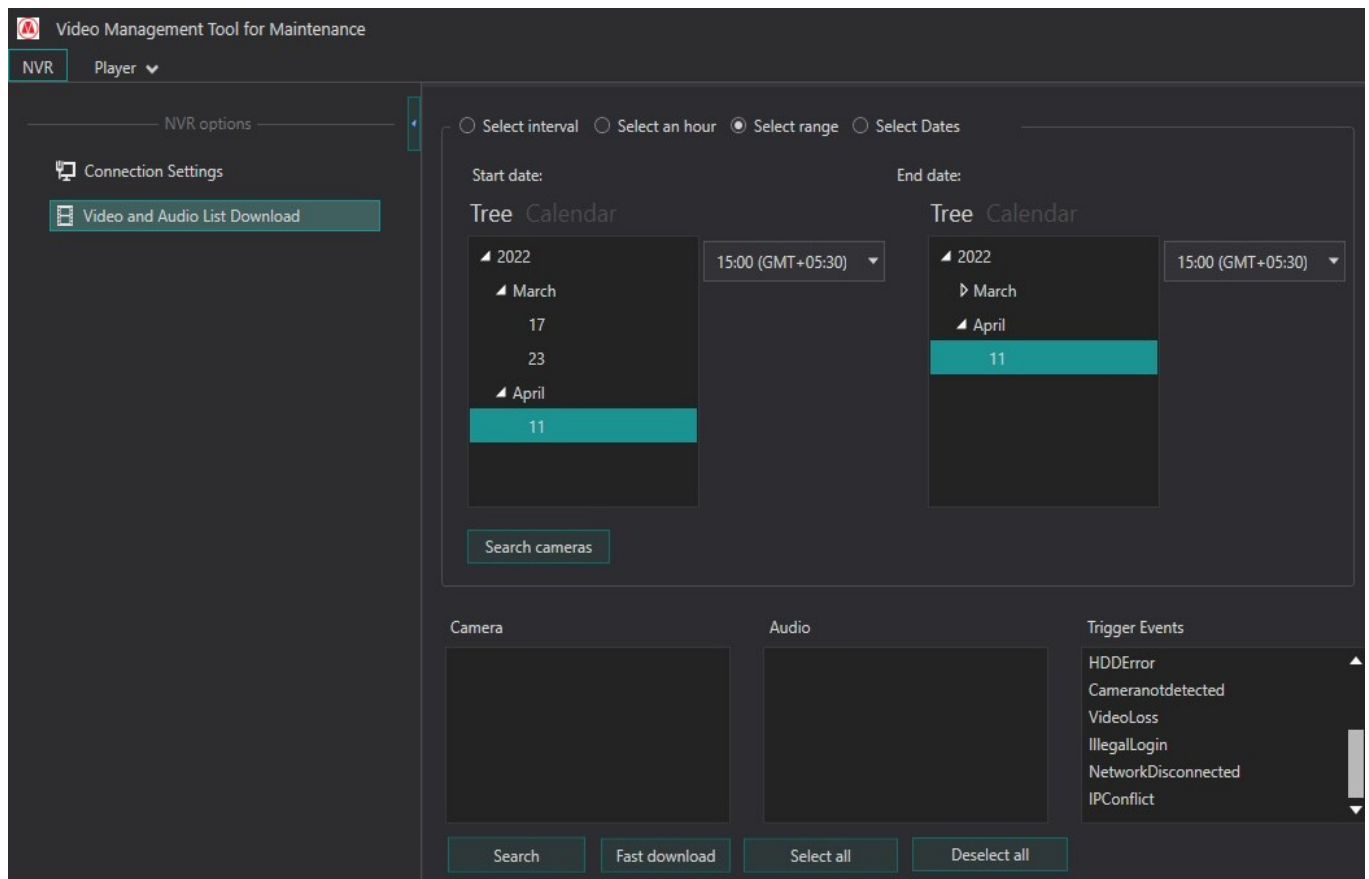 Video Management Tool for Maintenance
NVR Player
NVR options
Connection Settings
Video and Audio List Download
Select interval Select an hour Select range Select Dates
Start date: End date:
Tree Calendar Tree Calendar
2022 15:00 (GMT+05:30) 2022 15:00 (GMT+05:30)
March March
17 April
23 11
April
11
Search cameras
Camera Audio Trigger Events
HDDError
Cameranotdetected
VideoLoss
IllegalLogin
NetworkDisconnected
IPConflict
Search Fast download Select all Deselect all